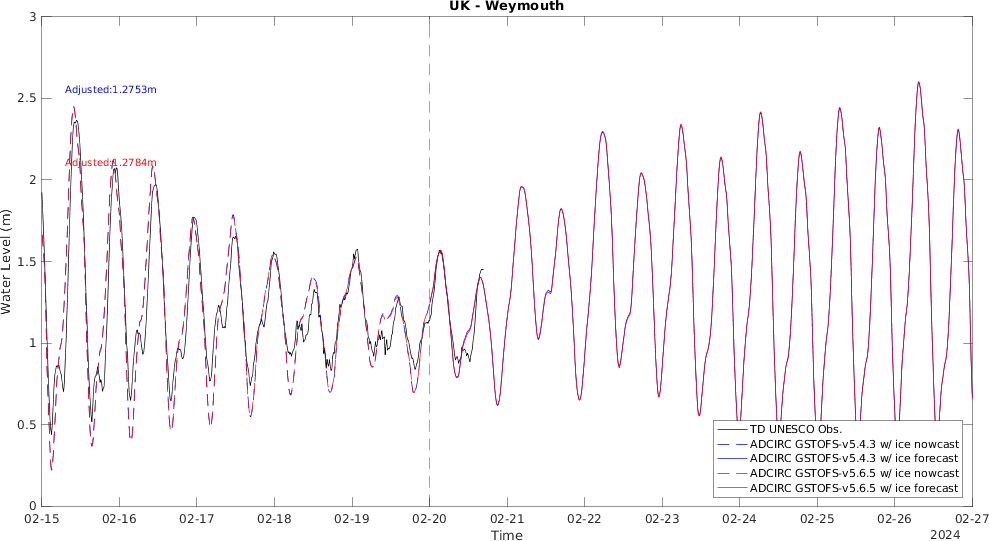 UK - Weymouth
3
2.5
2
1.5
1
0.5
0
Water Level (m)
Adjusted:1.2753m
Adjusted:1.2784m
TD UNESCO Obs.
ADCIRC GSTOFS-v5.4.3 w/ ice nowcast
ADCIRC GSTOFS-v5.4.3 w/ ice forecast
ADCIRC GSTOFS-v5.6.5 w/ ice nowcast
ADCIRC GSTOFS-v5.6.5 w/ ice forecast
02-15 02-16 02-17 02-18 02-19 02-20 02-21 02-22 02-23 02-24 02-25 02-26 02-27
Time
2024